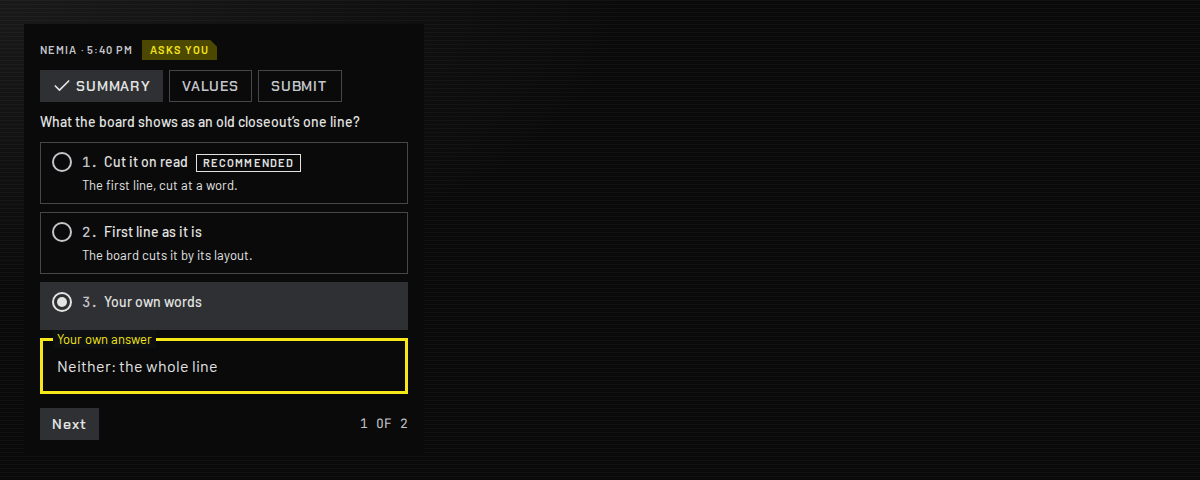 NEMIA · 5:40 PM ASKS YOU
SUMMARY VALUES SUBMIT
What the board shows as an old closeout's one line?
1. Cut it on read RECOMMENDED
The first line, cut at a word.
2. First line as it is
The board cuts it by its layout.
3. Your own words
Your own answer
Neither: the whole line
Next 1 OF 2